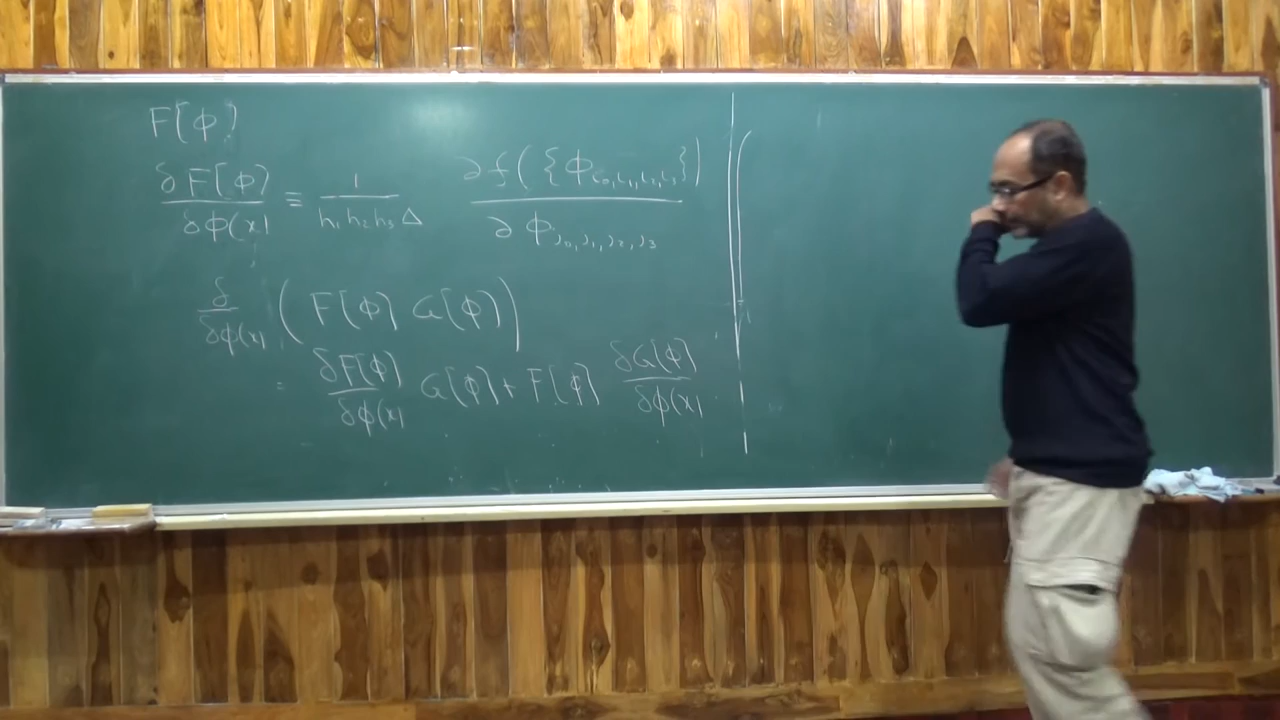 F[ϕ]
δF[ϕ]/δϕ(x) ≡ 1/(h₁h₂h₃Δ) ∂f({ϕ_{i₀,i₁,i₂,i₃}})/∂ϕ_{j₀,j₁,j₂,j₃}
δ/δϕ(x) (F[ϕ] G[ϕ])
= δF[ϕ]/δϕ(x) G[ϕ] + F[ϕ] δG[ϕ]/δϕ(x)